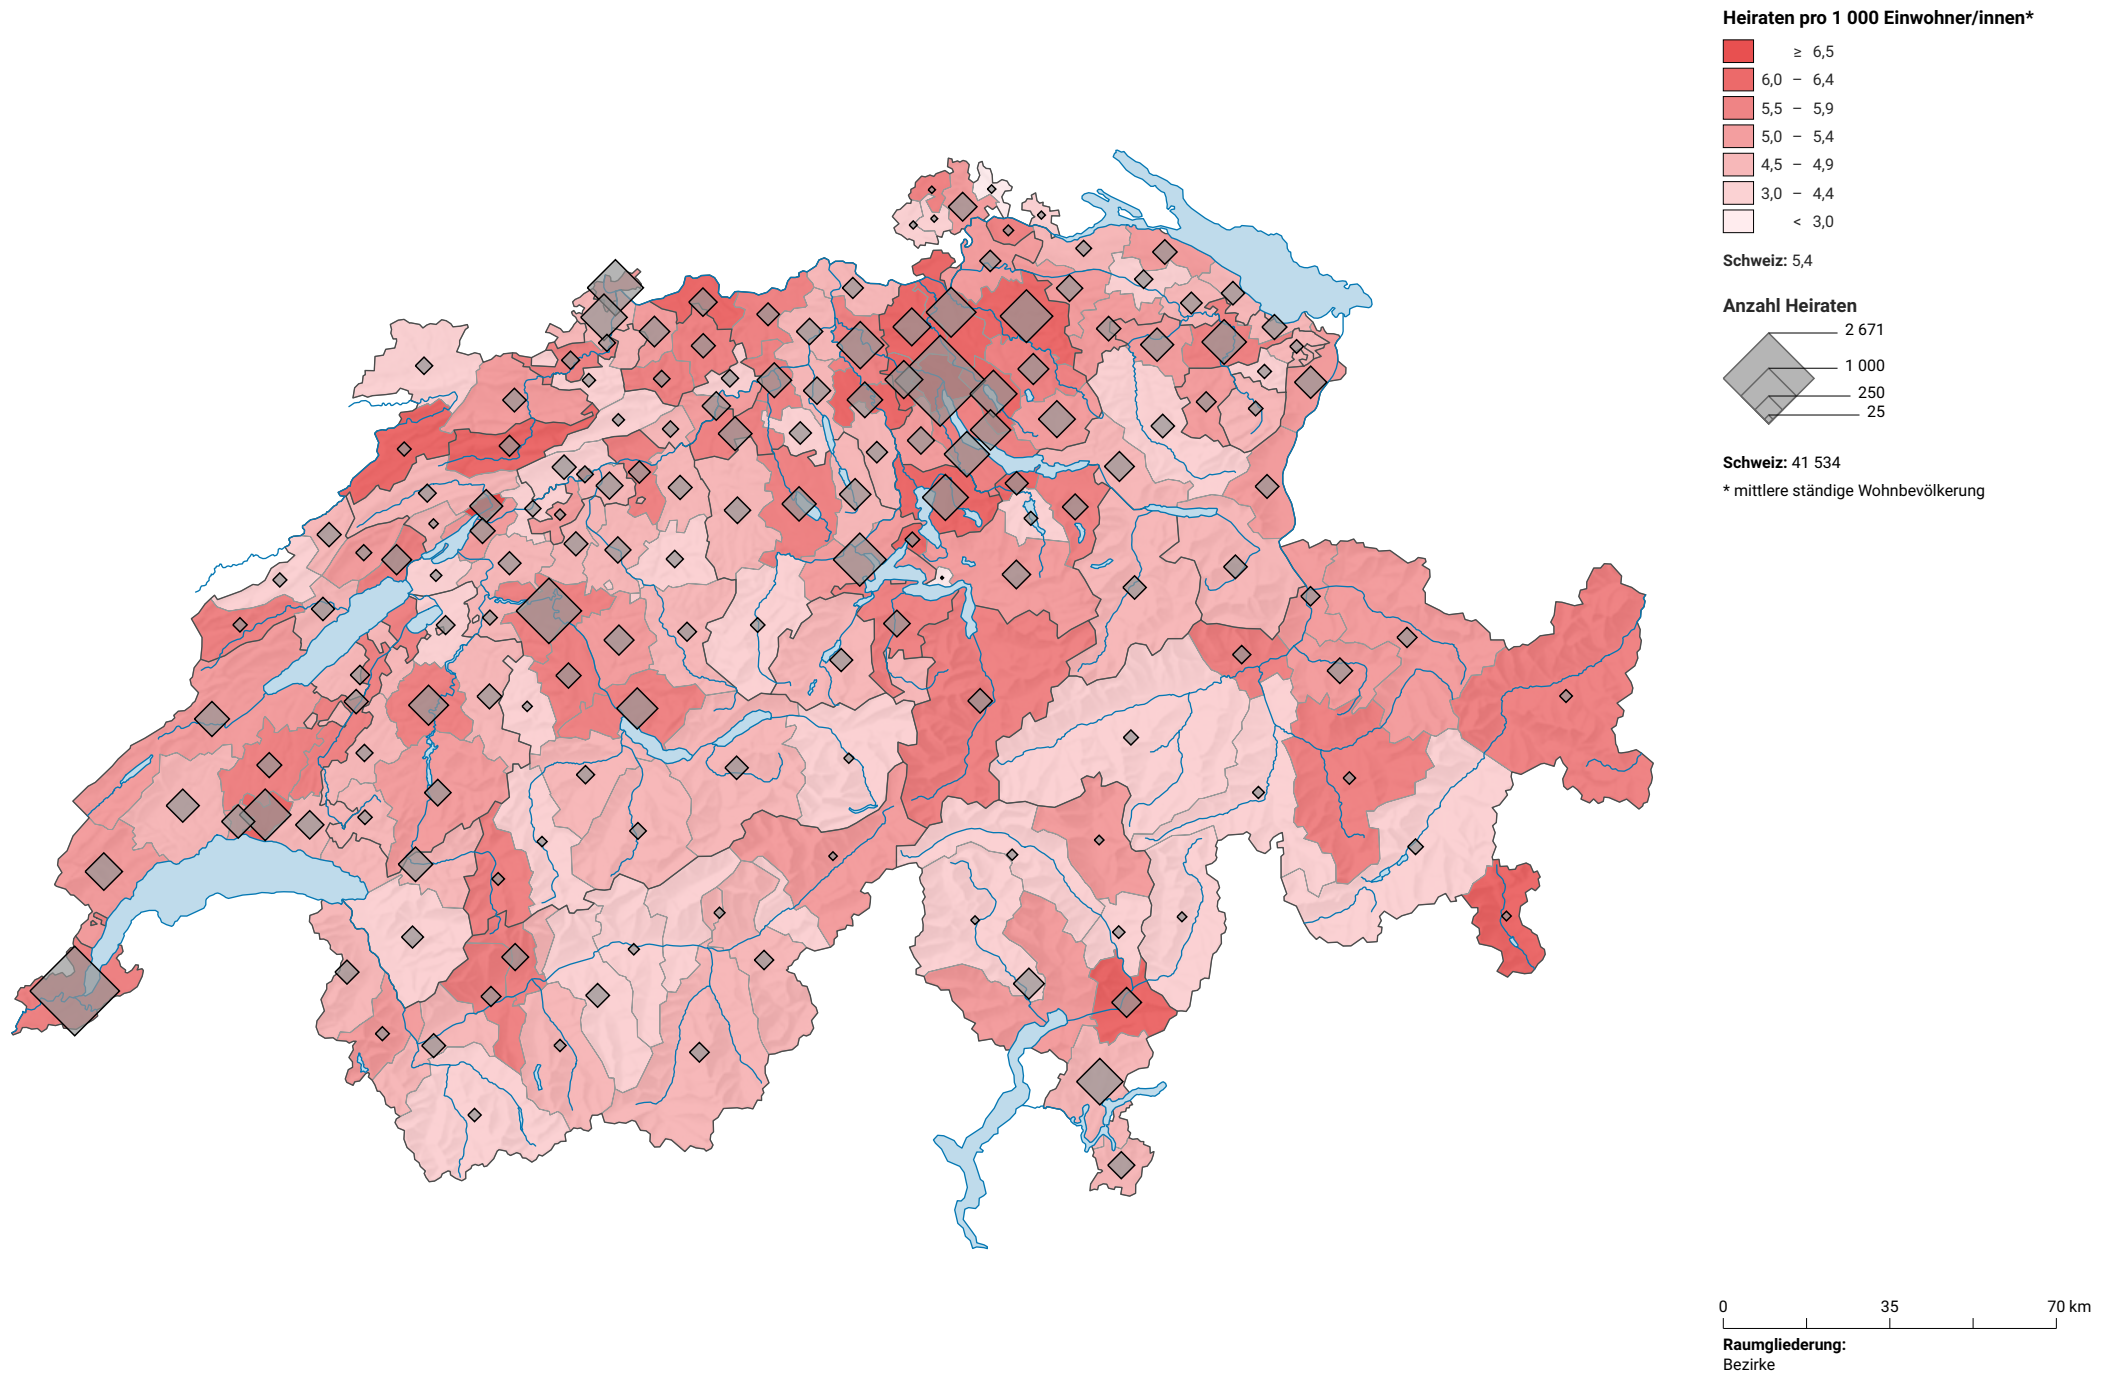 Heiraten pro 1 000 Einwohner/innen*
≥ 6,5
6,0 – 6,4
5,5 – 5,9
5,0 – 5,4
4,5 – 4,9
3,0 – 4,4
< 3,0
Schweiz: 5,4
Anzahl Heiraten
2 671
1 000
250
25
Schweiz: 41 534
* mittlere ständige Wohnbevölkerung
0 35 70 km
Raumgliederung:
Bezirke